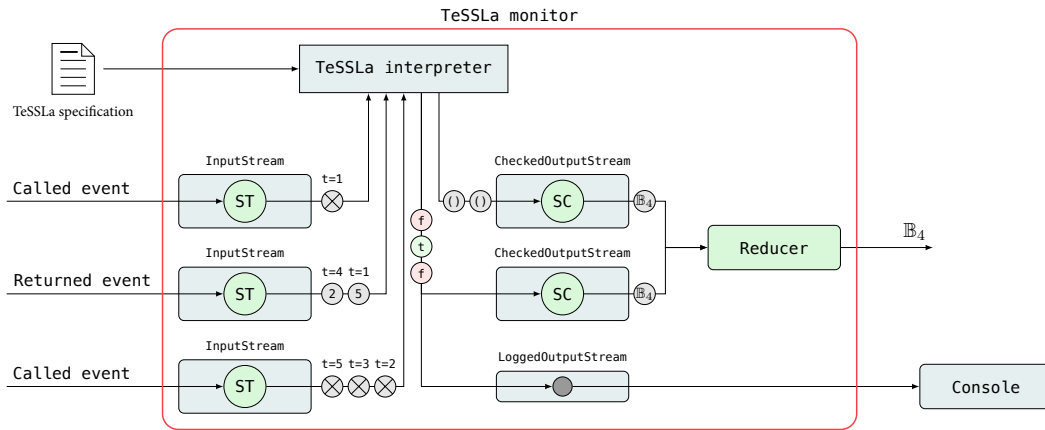 TeSSLa monitor
TeSSLa interpreter
TeSSLa specification
InputStream
CheckedOutputStream
Called event
ST
t=1
() ()
SC
𝔹₄
f
t
f
Reducer
𝔹₄
InputStream
CheckedOutputStream
Returned event
ST
t=4 t=1
2 5
SC
𝔹₄
InputStream
LoggedOutputStream
Called event
ST
t=5 t=3 t=2
Console